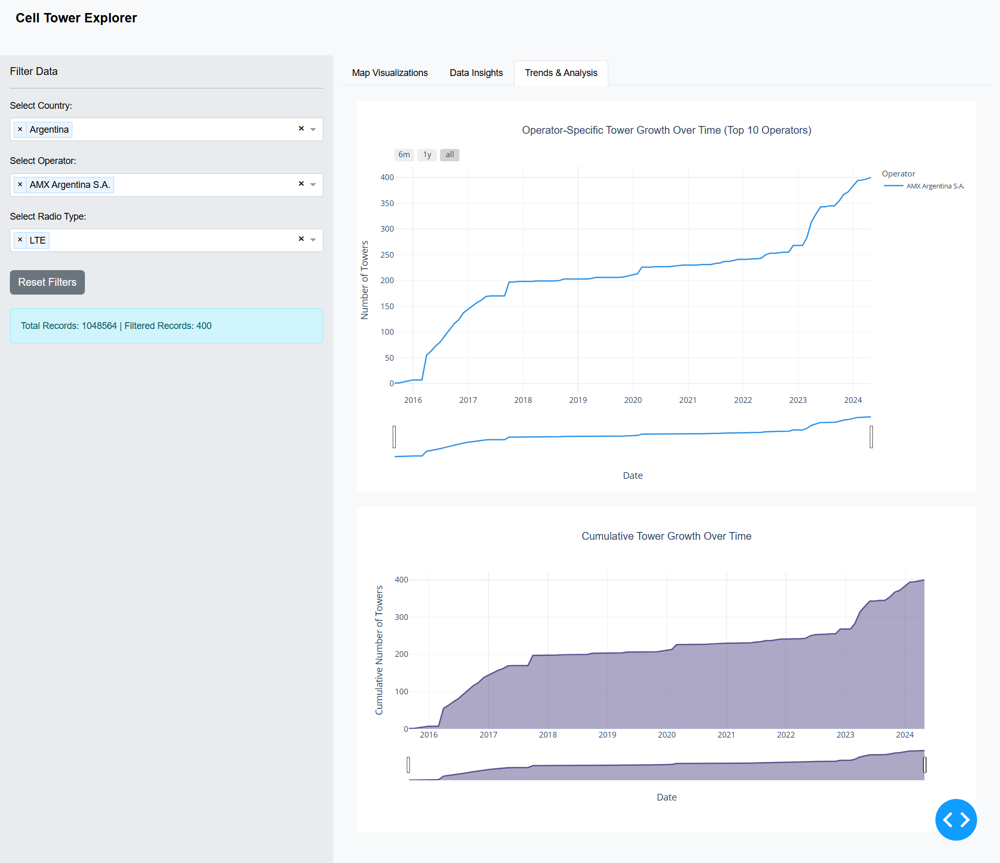 Cell Tower Explorer
Filter Data
Select Country:
× Argentina ×
Select Operator:
× AMX Argentina S.A. ×
Select Radio Type:
× LTE ×
Reset Filters
Total Records: 1048564 | Filtered Records: 400
Map Visualizations Data Insights Trends & Analysis
Operator-Specific Tower Growth Over Time (Top 10 Operators)
6m 1y all
Number of Towers
400
350
300
250
200
150
100
50
0
2016 2017 2018 2019 2020 2021 2022 2023 2024
Date
Operator
AMX Argentina S.A.
Cumulative Tower Growth Over Time
Cumulative Number of Towers
400
300
200
100
0
2016 2017 2018 2019 2020 2021 2022 2023 2024
Date